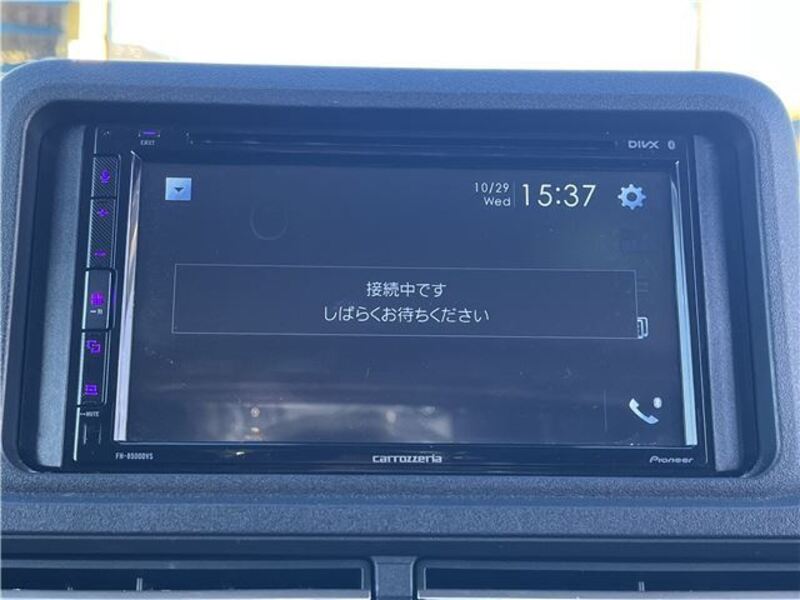 EJECT
DIVX
10/29
Wed
15:37
接続中です
しばらくお待ちください
MUTE
FH-8500DVS
carrozzeria
Pioneer